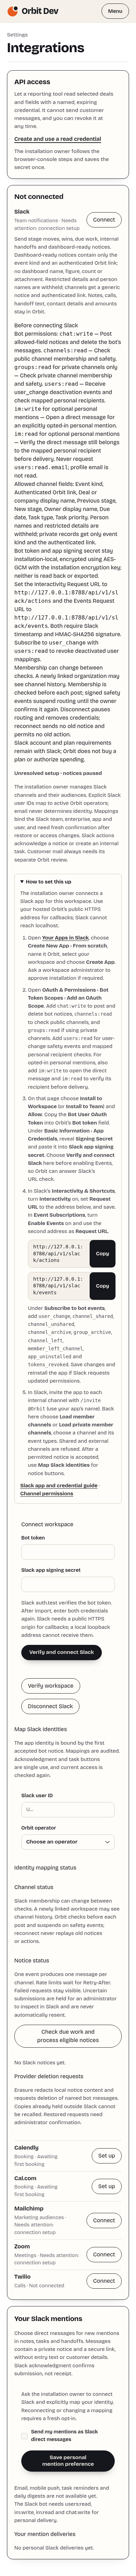 Orbit Dev
Menu
Settings
Integrations
API access
Let a reporting tool read selected deals
and fields with a named, expiring
credential. It cannot send customer
messages, and you can revoke it at
any time.
Create and use a read credential
The installation owner follows the
browser-console steps and saves the
secret once.
Not connected
Slack
Team notifications · Needs
attention: connection setup
Connect
Send stage moves, wins, due work, internal
handoffs and dashboard-ready notices.
Dashboard-ready notices contain only the
event kind and an authenticated Orbit link;
no dashboard name, figure, count or
attachment. Restricted details and person
names are withheld; channels get a generic
notice and authenticated link. Notes, calls,
handoff text, contact details and amounts
stay in Orbit.
Before connecting Slack
Bot permissions: chat:write — Post
allowed-field notices and delete the bot's
messages. channels:read — Check
public channel membership and safety.
groups:read for private channels
— Check private channel membership
and safety. users:read — Receive
user_change deactivation events
and check mapped recipients.
im:write for optional personal
mentions — Open a direct message for
an explicitly opted-in employee.
im:read for optional personal mentions
— Verify the direct message still belongs
to the mapped personal recipient
before delivery. Never request
users:read.email; profile email is
not read.
Allowed channel fields: Event kind,
Authenticated Orbit link, Deal or
company display name, Previous stage,
New stage, Owner display name, Due
date, Task type, Task priority. Person
names and private records get only event
kind without record details and
authenticated link.
Bot token and signing secret stay
installation-scoped, encrypted AES-
GCM with the installation encryption key;
never read back or exported.
Set the Interactivity Request URL to
http://127.0.0.1:8788/api/v1/sl
ack/actions and the Events Request
URL to
http://127.0.0.1:8788/api/v1/sl
ack/events. Both require Slack
timestamp and HMAC-SHA256 signature.
Subscribe to user_change with
users:read to receive deactivated user
mappings.
Membership can change between
checks. A newly linked organization may
see channel history. Membership is
checked before each send and safety
events suspend routing until the owner
confirms it again. Disconnect pauses
routing and removes credentials;
removed members need a new check.
Old notices do not send again after
reconnect.
Slack account and plan requirements
remain with Slack; Orbit does not buy a
plan or authorize spending.
Unresolved setup · notices paused
The installation owner manages Slack
channels and their audiences. Explicit Slack
user IDs map to active Orbit operators;
email never determines identity. Mappings
bind the Slack team, enterprise, app and
user, and need fresh confirmation after
restore or access changes. Slack actions only
acknowledge a notice or create an internal
task. Customer mail always needs its
separate Orbit review.
▼ How to set this up
The installation owner connects a
Slack app for this workspace. Use
your hosted Orbit's public HTTPS
address for callbacks; Slack cannot
reach localhost.
1. Open Your Apps in Slack, choose
Create New App › From scratch,
name it Orbit, select your
workspace and choose Create App.
Ask a workspace administrator to
approve installation if required.
2. Open OAuth & Permissions › Bot
Token Scopes › Add an OAuth
Scope. Add chat:write to send
and delete bot notices, channels:read
to check public channels, and
groups:read if using private
channels. Add users:read for user-
change safety events and mapped
personal recipient checks. For
opted-in personal mentions, also
add im:write to open the direct
message and im:read to verify its
recipient before delivery.
3. On that page choose Install to
Workspace (or Install to Team) and
Allow. Copy the Bot User OAuth
Token into Orbit's Bot token field.
Under Basic Information › App
Credentials, reveal Signing Secret
and paste it into Slack app signing
secret. Choose Verify and connect
Slack here before enabling Events,
so Orbit can answer Slack's
URL check.
4. In Slack's Interactivity & Shortcuts,
turn Interactivity on, set Request
URL to the address below, and save.
In Event Subscriptions, turn
Enable Events on and use the
second address as Request URL.
http://127.0.0.1:
8788/api/v1/slac
k/actions
Copy
http://127.0.0.1:
8788/api/v1/slac
k/events
Copy
Under Subscribe to bot events,
add user_change, channel_shared,
channel_unshared,
channel_archive, group_archive,
channel_left,
member_left_channel,
app_uninstalled and
tokens_revoked. Save changes and
reinstall the app if Slack requests
updated permissions.
5. In Slack, invite the app to each
internal channel with /invite
@Orbit (use your app's name). Back
here choose Load member
channels or Load private member
channels, choose a channel and its
event types. Shared and external
channels are refused. After a
permitted notice is accepted,
use Map Slack identities for
notice buttons.
Slack app and credential guide ·
Channel permissions
Connect workspace
Bot token
Slack app signing secret
Slack auth.test verifies the bot token.
After import, enter both credentials
again. Slack needs a public HTTPS
origin for callbacks; a local loopback
address cannot receive them.
Verify and connect Slack
Verify workspace
Disconnect Slack
Map Slack identities
The app identity is bound by the first
accepted bot notice. Mappings are audited.
Acknowledgment and task buttons
are single use, and current access is
checked again.
Slack user ID
U...
Orbit operator
Choose an operator
Identity mapping status
Channel status
Slack membership can change between
checks. A newly linked workspace may see
channel history. Orbit checks before each
post and suspends on safety events;
reconnect never replays old notices
or actions.
Notice status
One event produces one message per
channel. Rate limits wait for Retry-After.
Failed requests stay visible. Uncertain
submissions are held for an administrator
to inspect in Slack and are never
automatically resent.
Check due work and
process eligible notices
No Slack notices yet.
Provider deletion requests
Erasure redacts local notice content and
requests deletion of named bot messages.
Copies already held outside Slack cannot
be recalled. Restored requests need
administrator confirmation.
Calendly
Booking · Awaiting
first booking
Set up
Cal.com
Booking · Awaiting
first booking
Set up
Mailchimp
Marketing audiences ·
Needs attention:
connection setup
Connect
Zoom
Meetings · Needs attention:
connection setup
Connect
Twilio
Calls · Not connected
Connect
Your Slack mentions
Choose direct messages for new mentions
in notes, tasks and handoffs. Messages
contain a private notice and a secure link,
without entry text or customer details.
Slack acknowledgment confirms
submission, not receipt.
Ask the installation owner to connect
Slack and explicitly map your identity.
Reconnecting or changing a mapping
requires a fresh opt-in.
Send my mentions as Slack
direct messages
Save personal
mention preference
Email, mobile push, task reminders and
daily digests are not available yet.
The Slack bot needs users:read,
im:write, im:read and chat:write for
personal delivery.
Your mention deliveries
No personal Slack deliveries yet.